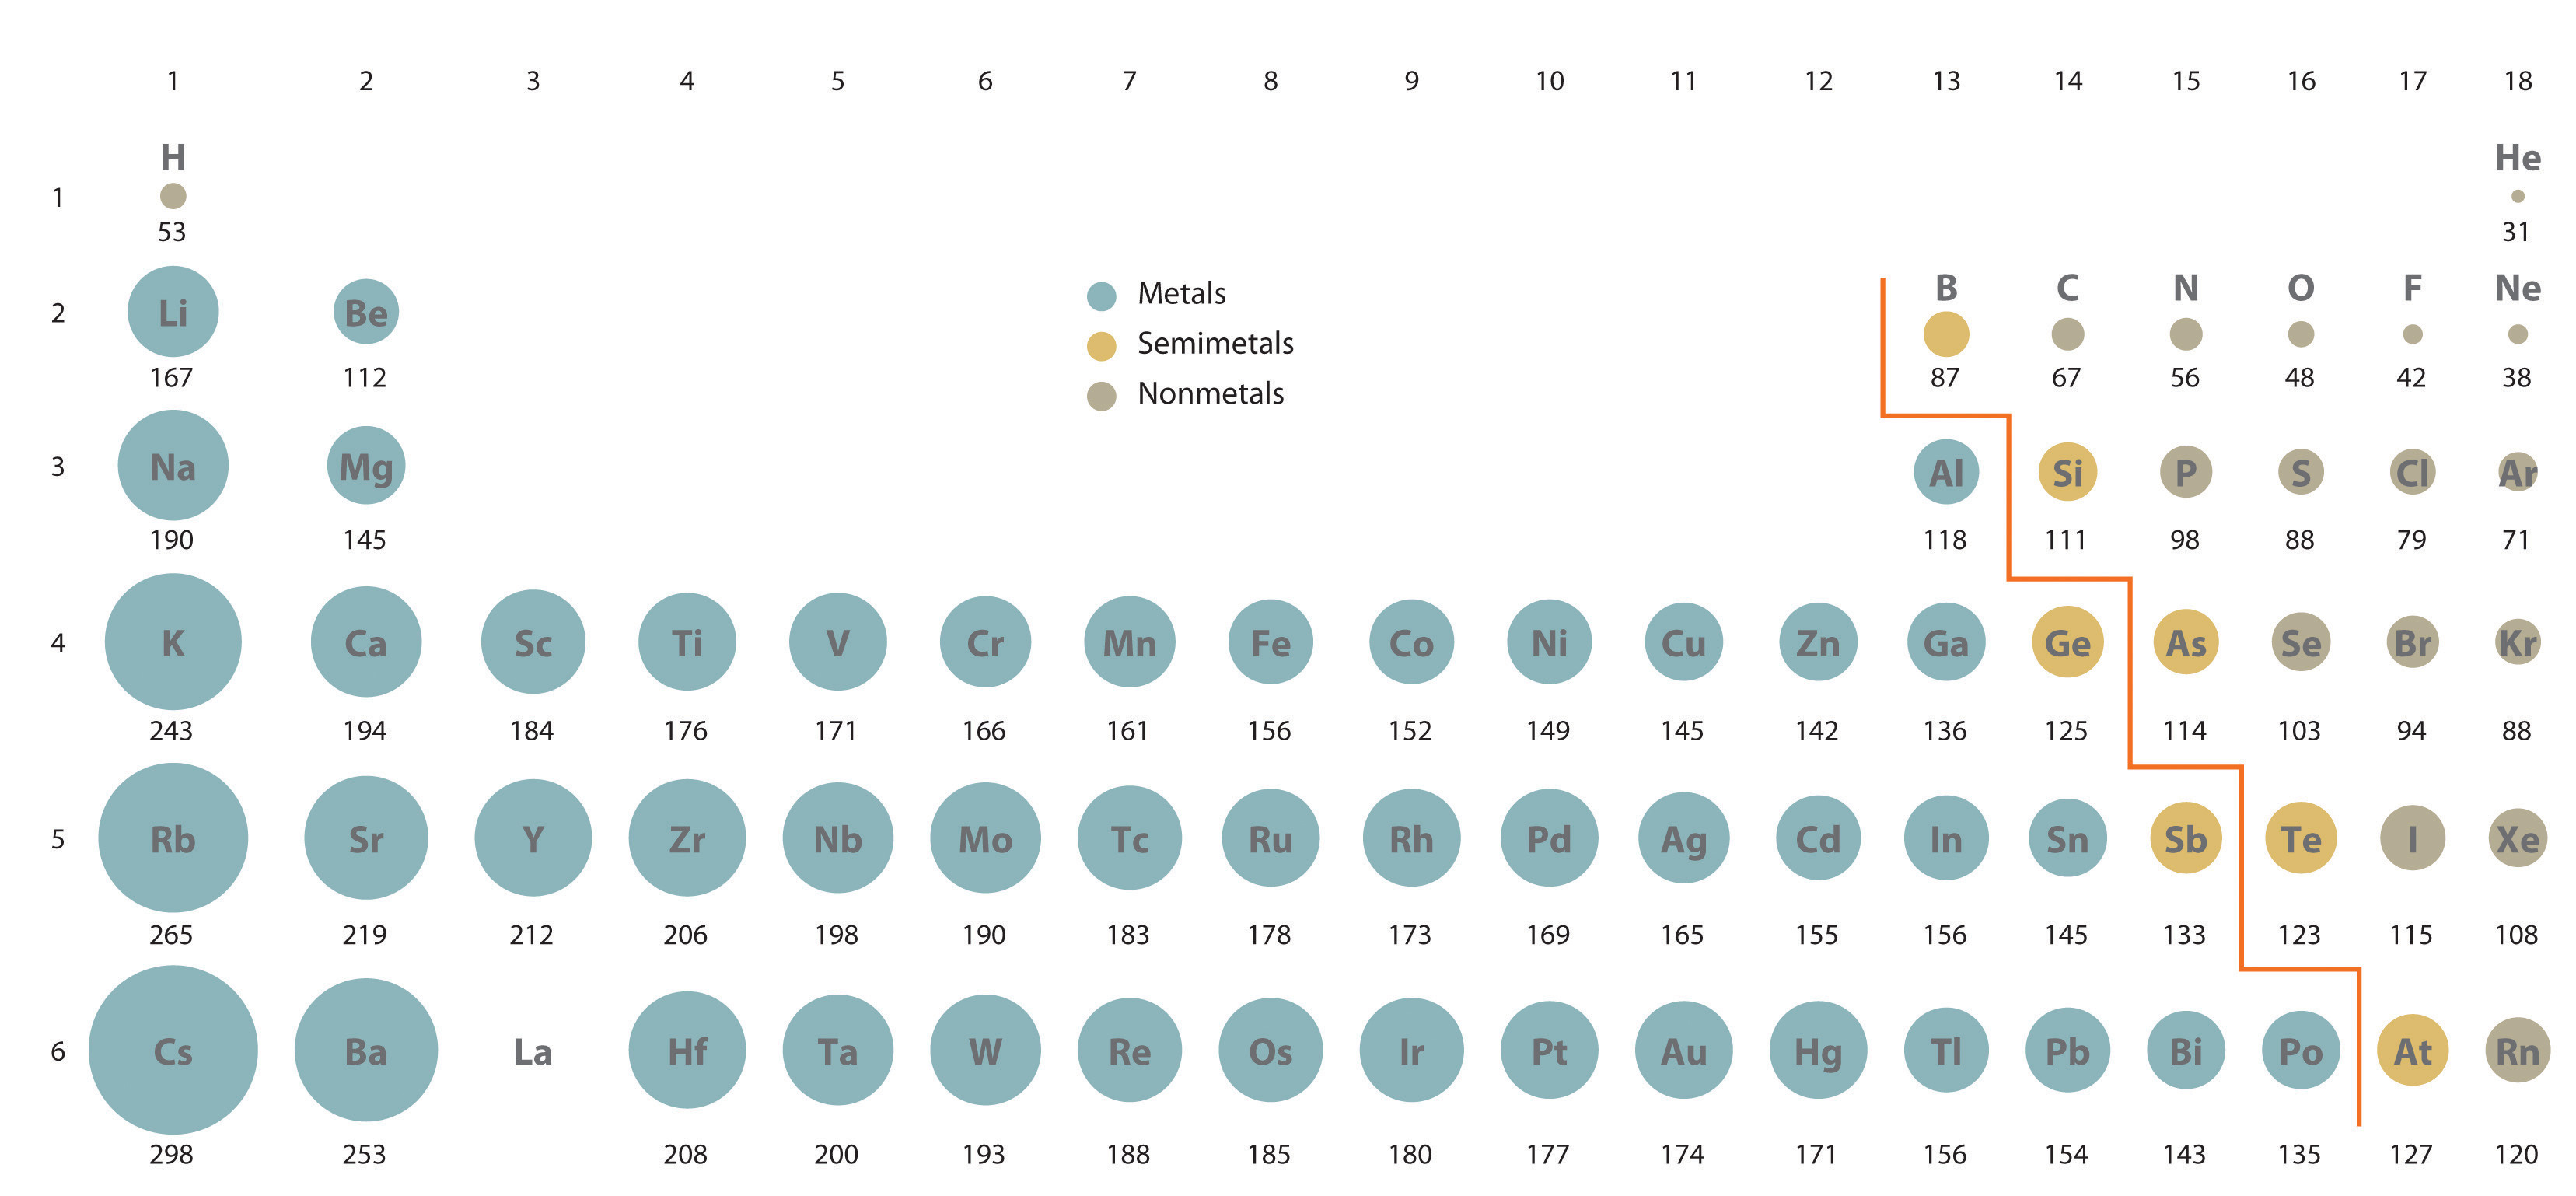 1 2 3 4 5 6 7 8 9 10 11 12 13 14 15 16 17 18
H He
1
53 31
Metals
Semimetals
Nonmetals
B C N O F Ne
2 Li Be
167 112 87 67 56 48 42 38
3 Na Mg Al Si P S Cl Ar
190 145 118 111 98 88 79 71
4 K Ca Sc Ti V Cr Mn Fe Co Ni Cu Zn Ga Ge As Se Br Kr
243 194 184 176 171 166 161 156 152 149 145 142 136 125 114 103 94 88
5 Rb Sr Y Zr Nb Mo Tc Ru Rh Pd Ag Cd In Sn Sb Te I Xe
265 219 212 206 198 190 183 178 173 169 165 155 156 145 133 123 115 108
6 Cs Ba La Hf Ta W Re Os Ir Pt Au Hg Tl Pb Bi Po At Rn
298 253 208 200 193 188 185 180 177 174 171 156 154 143 135 127 120